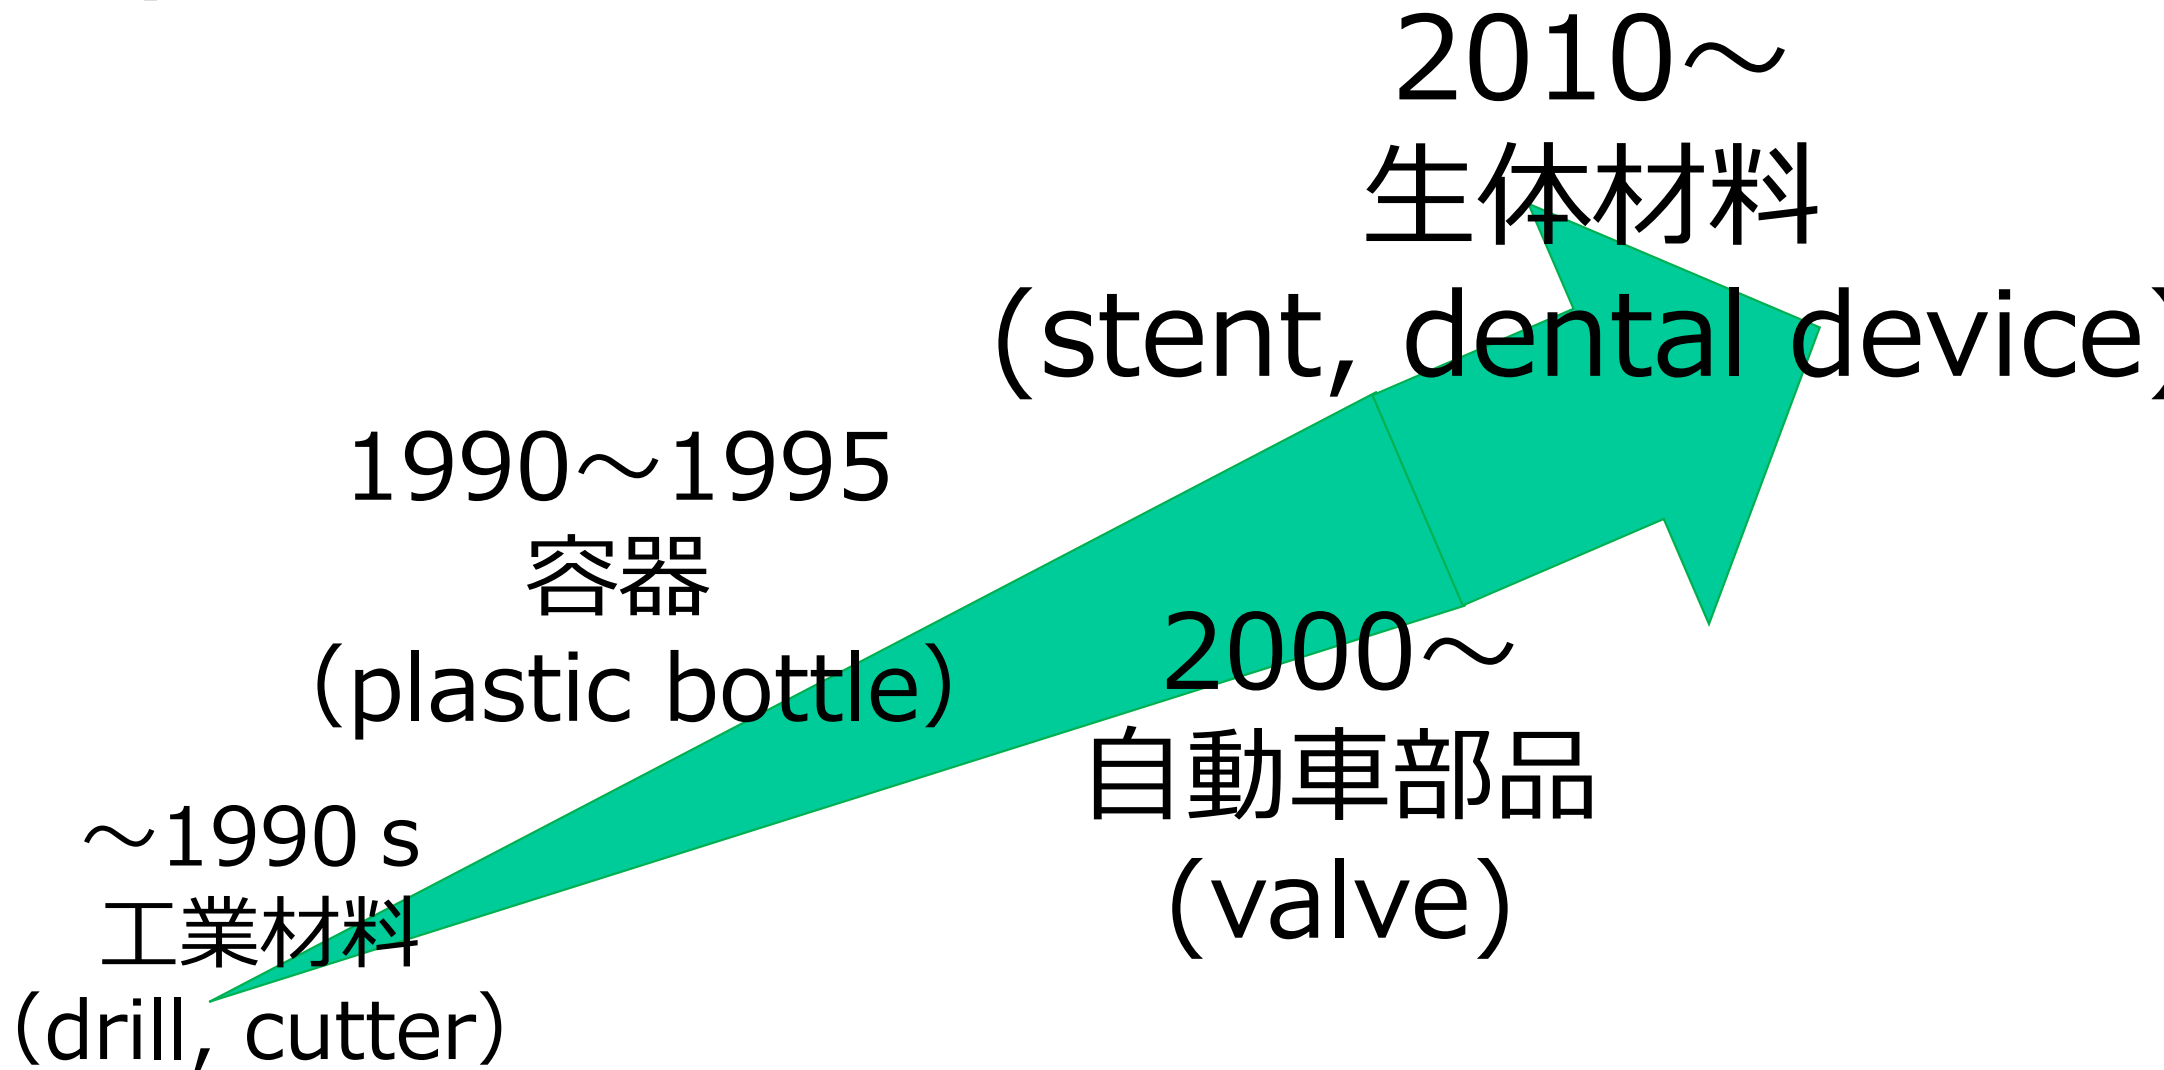 2010～
生体材料
(stent, dental device)
1990～1995
容器
（plastic bottle）
2000～
自動車部品
(valve)
～1990 s
工業材料
（drill, cutter）